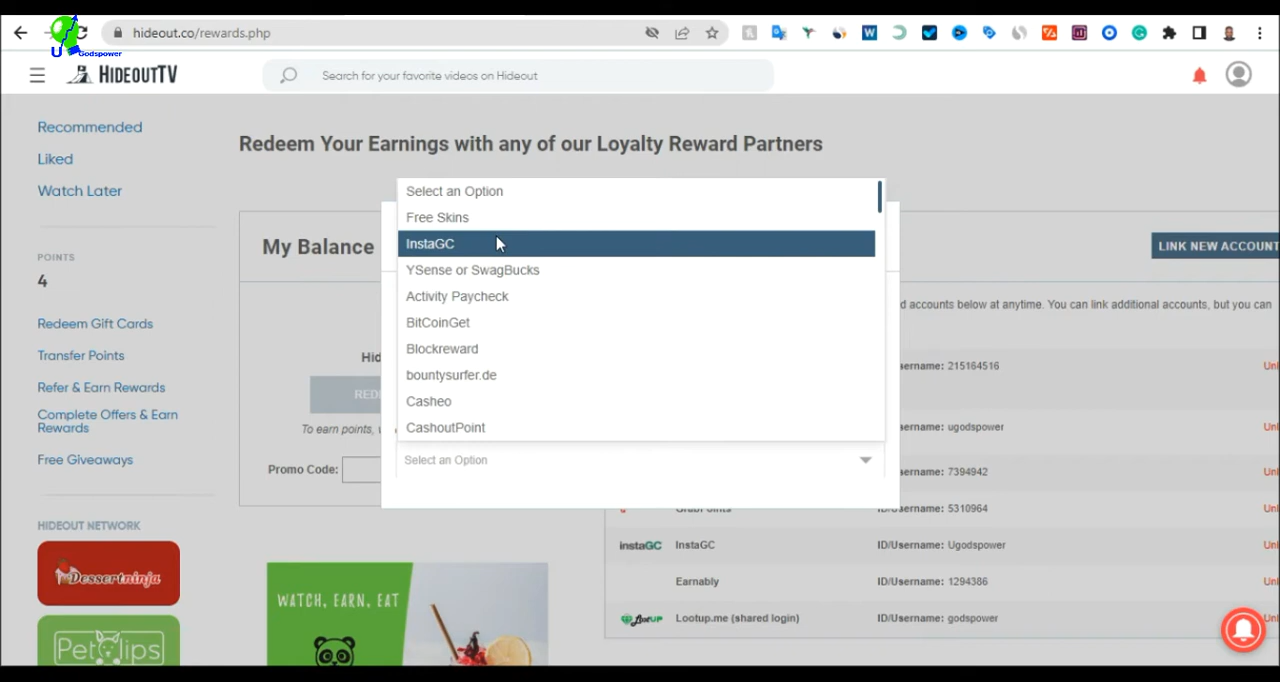 U Godspower
hideout.co/rewards.php
HIDEOUTTV
Search for your favorite videos on Hideout
Recommended
Liked
Watch Later
POINTS
4
Redeem Gift Cards
Transfer Points
Refer & Earn Rewards
Complete Offers & Earn
Rewards
Free Giveaways
HIDEOUT NETWORK
Dessertninja
Petclips
Redeem Your Earnings with any of our Loyalty Reward Partners
My Balance
LINK NEW ACCOUNT
Select an Option
Free Skins
InstaGC
YSense or SwagBucks
Activity Paycheck
BitCoinGet
Blockreward
bountysurfer.de
Casheo
CashoutPoint
Select an Option
Hid
RED
To earn points,
Promo Code:
d accounts below at anytime. You can link additional accounts, but you can
sername: 215164516
sername: ugodspower
sername: 7394942
GrabPoints
sername: 5310964
instaGC InstaGC ID/Username: Ugodspower
Earnably ID/Username: 1294386
LootUP Lootup.me (shared login) ID/Username: godspower
WATCH, EARN, EAT